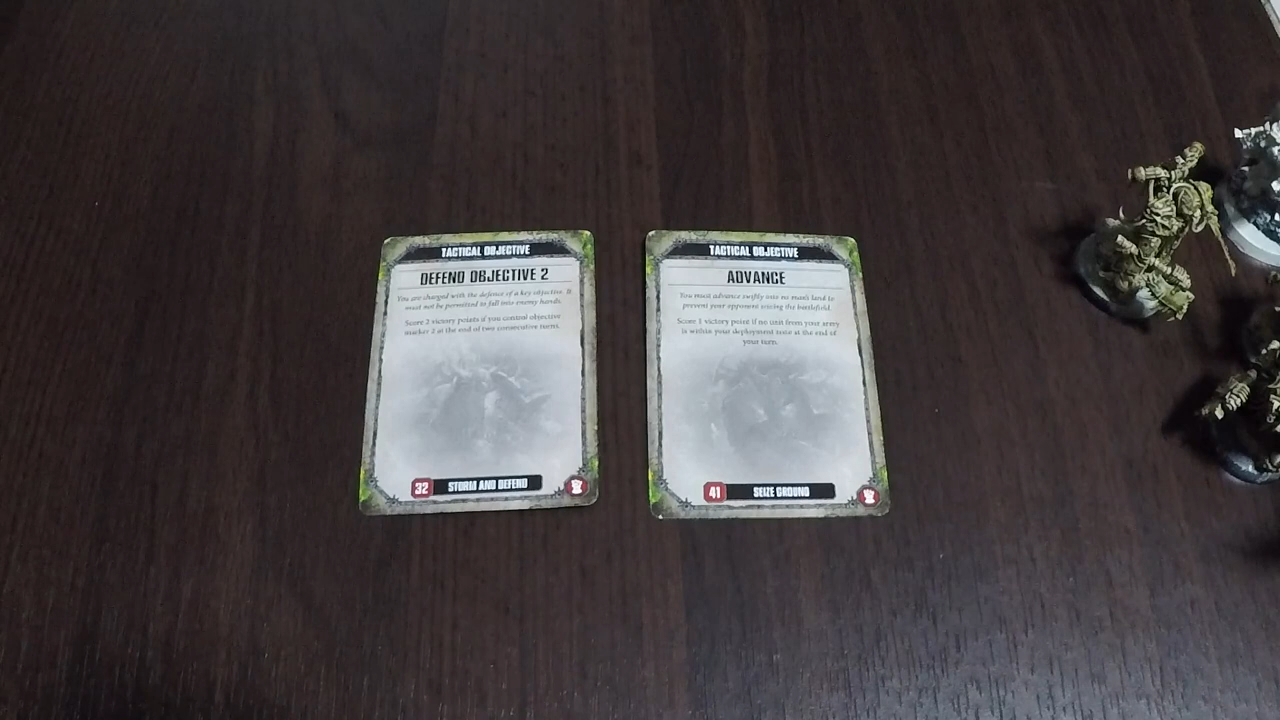 TACTICAL OBJECTIVE
DEFEND OBJECTIVE 2
You are charged with the defence of a key objective. It
must not be permitted to fall into enemy hands.
Score 2 victory points if you control objective
marker 2 at the end of two consecutive turns.
32 STORM AND DEFEND
TACTICAL OBJECTIVE
ADVANCE
You must advance swiftly into no man's land to
prevent your opponent seizing the battlefield.
Score 1 victory point if no unit from your army
is within your deployment zone at the end of
your turn.
41 SEIZE GROUND